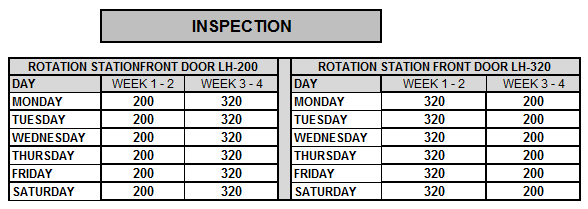 INSPECTION
ROTATION STATIONFRONT DOOR LH-200 ROTATION STATION FRONT DOOR LH-320
DAY WEEK 1 - 2 WEEK 3 - 4 DAY WEEK 1 - 2 WEEK 3 - 4
MONDAY 200 320 MONDAY 320 200
TUESDAY 200 320 TUESDAY 320 200
WEDNESDAY 200 320 WEDNESDAY 320 200
THURSDAY 200 320 THURSDAY 320 200
FRIDAY 200 320 FRIDAY 320 200
SATURDAY 200 320 SATURDAY 320 200